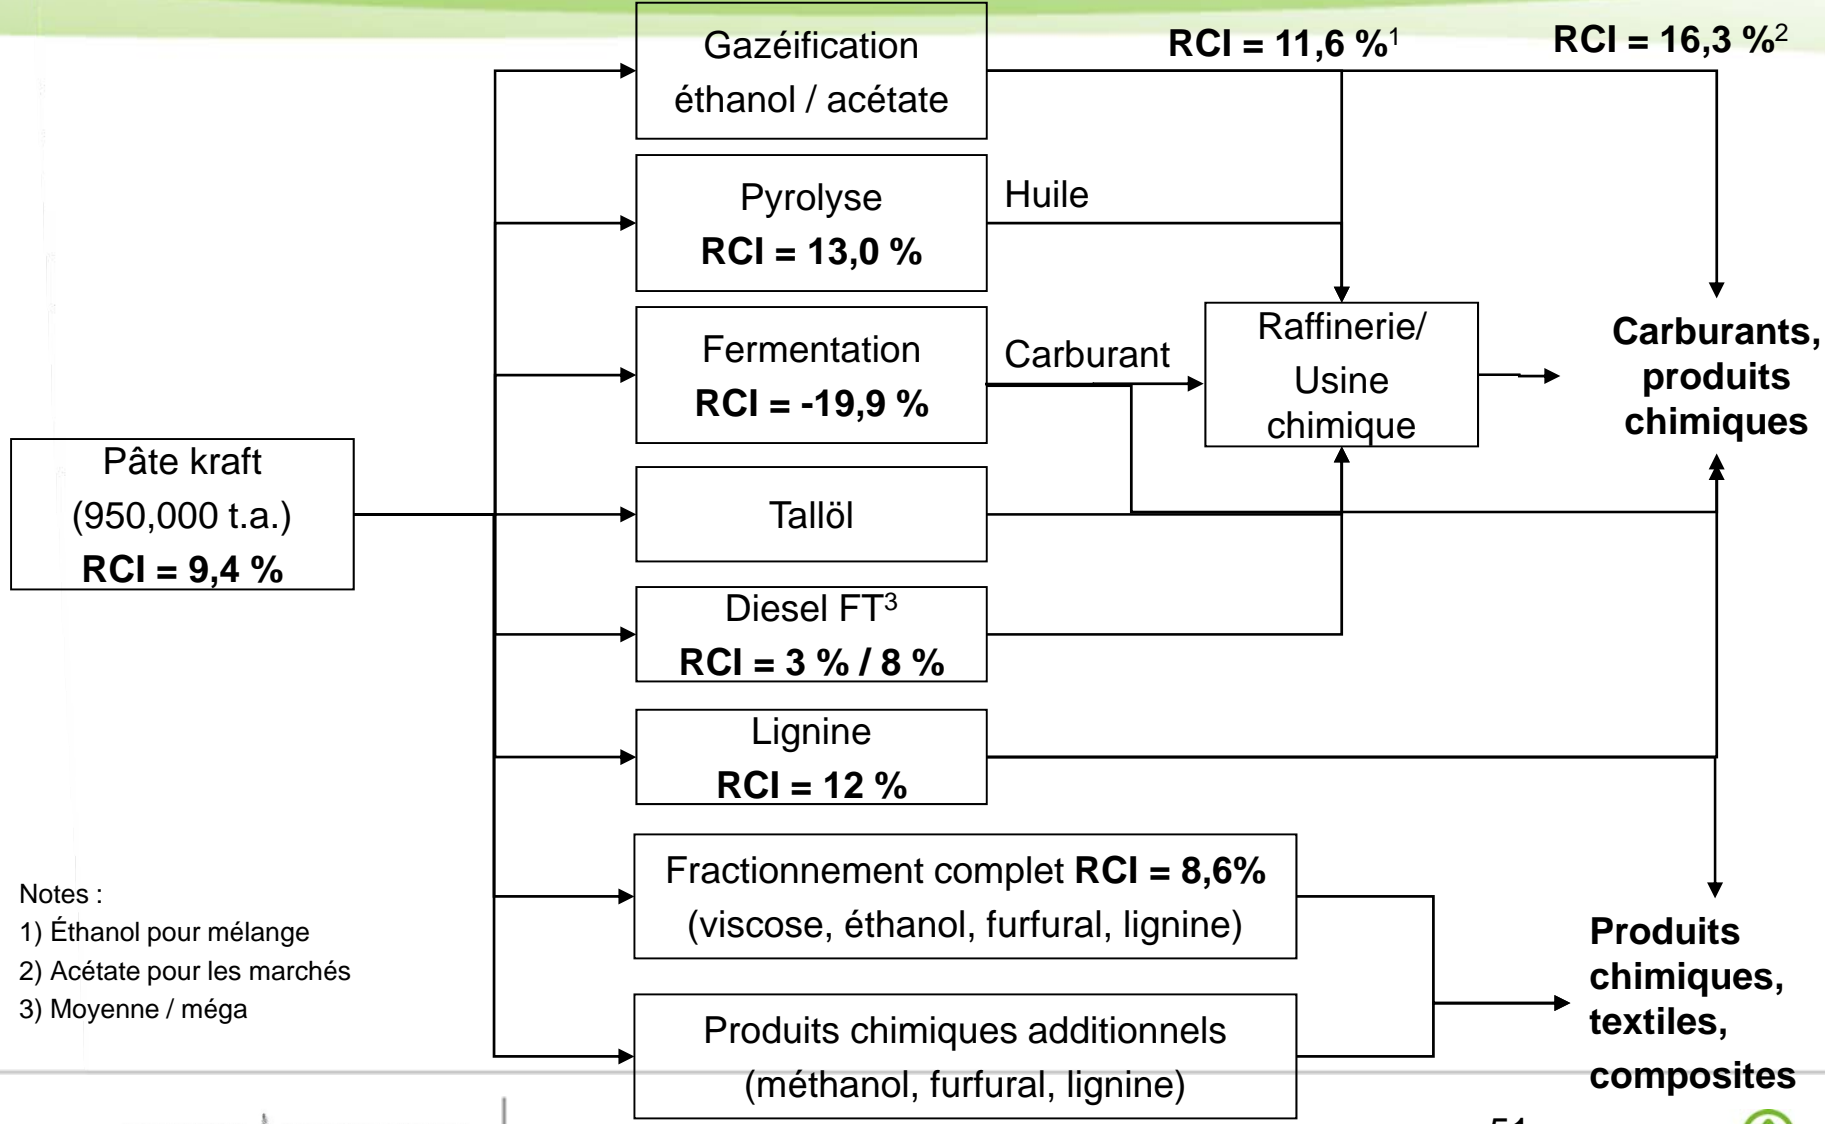 Gazéification
éthanol / acétate
RCI = 11,6 %¹
RCI = 16,3 %²
Pyrolyse
RCI = 13,0 %
Huile
Fermentation
RCI = -19,9 %
Carburant
Raffinerie/
Usine
chimique
Carburants,
produits
chimiques
Pâte kraft
(950,000 t.a.)
RCI = 9,4 %
Tallöl
Diesel FT³
RCI = 3 % / 8 %
Lignine
RCI = 12 %
Fractionnement complet RCI = 8,6%
(viscose, éthanol, furfural, lignine)
Produits chimiques additionnels
(méthanol, furfural, lignine)
Produits
chimiques,
textiles,
composites
Notes :
1) Éthanol pour mélange
2) Acétate pour les marchés
3) Moyenne / méga